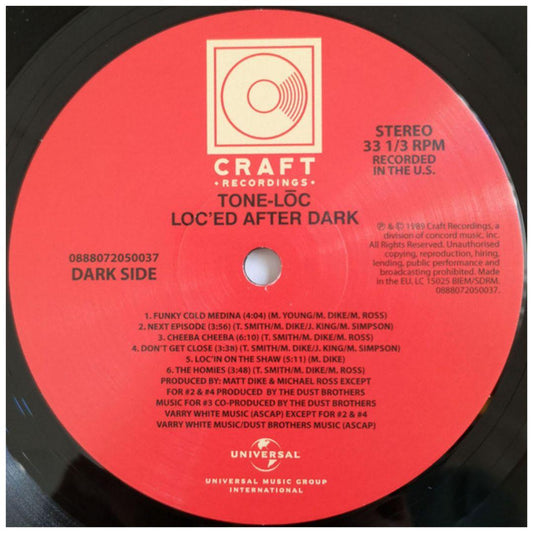 CRAFT
• RECORDINGS •
STEREO
33 1/3 RPM
RECORDED
IN THE U.S.
TONE-LŌC
LOC'ED AFTER DARK
0888072050037
DARK SIDE
℗ & © 1989 Craft Recordings, a
division of concord music, inc.
All Rights Reserved. Unauthorised
copying, reproduction, hiring,
lending, public performance and
broadcasting prohibited. Made
in the EU. LC 15025 BIEM/SDRM.
0888072050037.
1. FUNKY COLD MEDINA (4:04) (M. YOUNG/M. DIKE/M. ROSS)
2. NEXT EPISODE (3:56) (T. SMITH/M. DIKE/J. KING/M. SIMPSON)
3. CHEEBA CHEEBA (6:10) (T. SMITH/M. DIKE/M. ROSS)
4. DON'T GET CLOSE (3:38) (T. SMITH/M. DIKE/J. KING/M. SIMPSON)
5. LOC'IN ON THE SHAW (5:11) (M. DIKE)
6. THE HOMIES (3:48) (T. SMITH/M. DIKE/M. ROSS)
PRODUCED BY: MATT DIKE & MICHAEL ROSS EXCEPT
FOR #2 & #4 PRODUCED BY THE DUST BROTHERS
MUSIC FOR #3 CO-PRODUCED BY THE DUST BROTHERS
VARRY WHITE MUSIC (ASCAP) EXCEPT FOR #2 & #4
VARRY WHITE MUSIC/DUST BROTHERS MUSIC (ASCAP)
UNIVERSAL
UNIVERSAL MUSIC GROUP
INTERNATIONAL